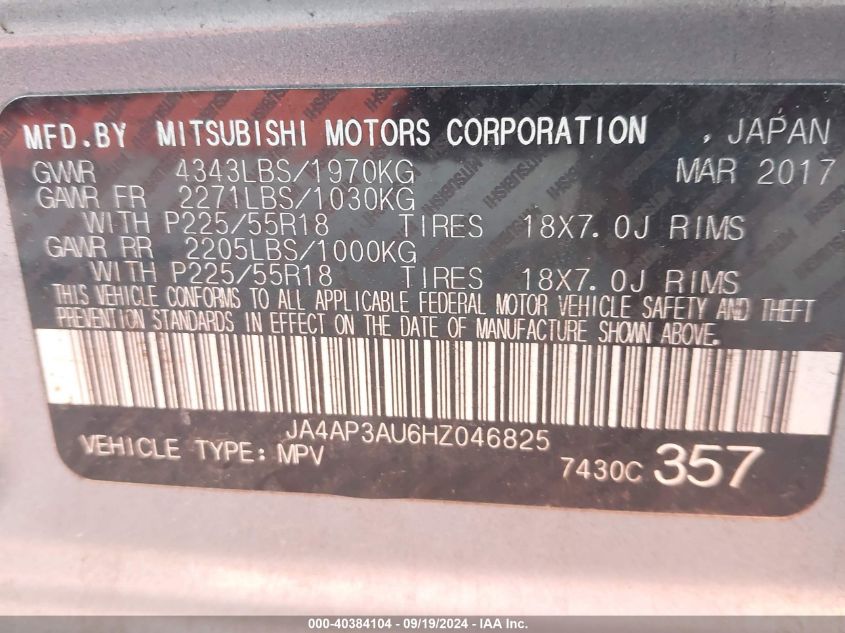 MFD.BY MITSUBISHI MOTORS CORPORATION , JAPAN
GVWR 4343LBS/1970KG MAR 2017
GAWR FR 2271LBS/1030KG
WITH P225/55R18 TIRES 18X7.0J RIMS
GAWR RR 2205LBS/1000KG
WITH P225/55R18 TIRES 18X7.0J RIMS
THIS VEHICLE CONFORMS TO ALL APPLICABLE FEDERAL MOTOR VEHICLE SAFETY AND THEFT
PREVENTION STANDARDS IN EFFECT ON THE DATE OF MANUFACTURE SHOWN ABOVE.
JA4AP3AU6HZ046825
VEHICLE TYPE: MPV 7430C 357
000-40384104 - 09/19/2024 - IAA Inc.